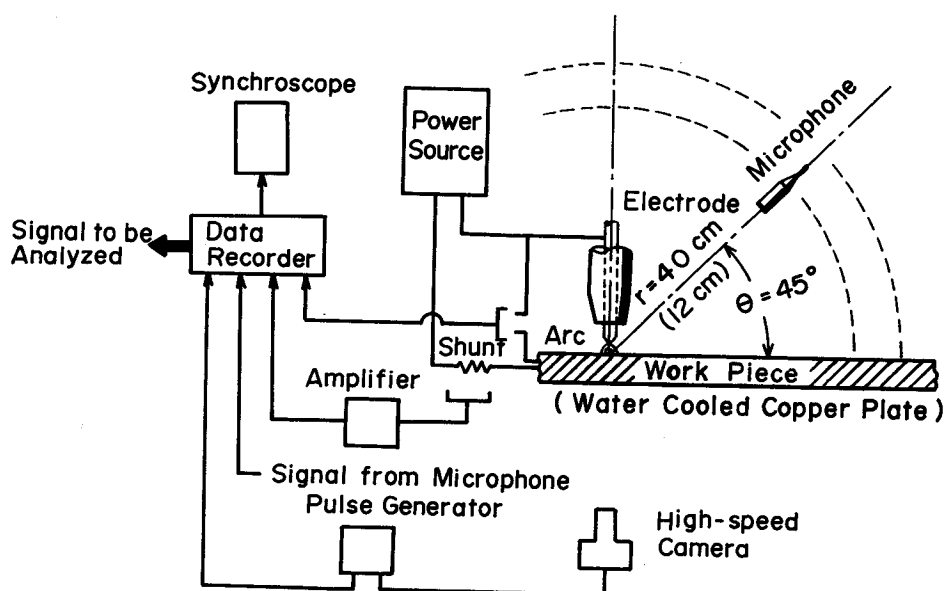 Synchroscope
Power
Source
Microphone
Electrode
Signal to be
Analyzed
Data
Recorder
r=40 cm
(12 cm)
θ = 45°
Arc
Shunt
Work Piece
(Water Cooled Copper Plate)
Amplifier
Signal from Microphone
Pulse Generator
High-speed
Camera